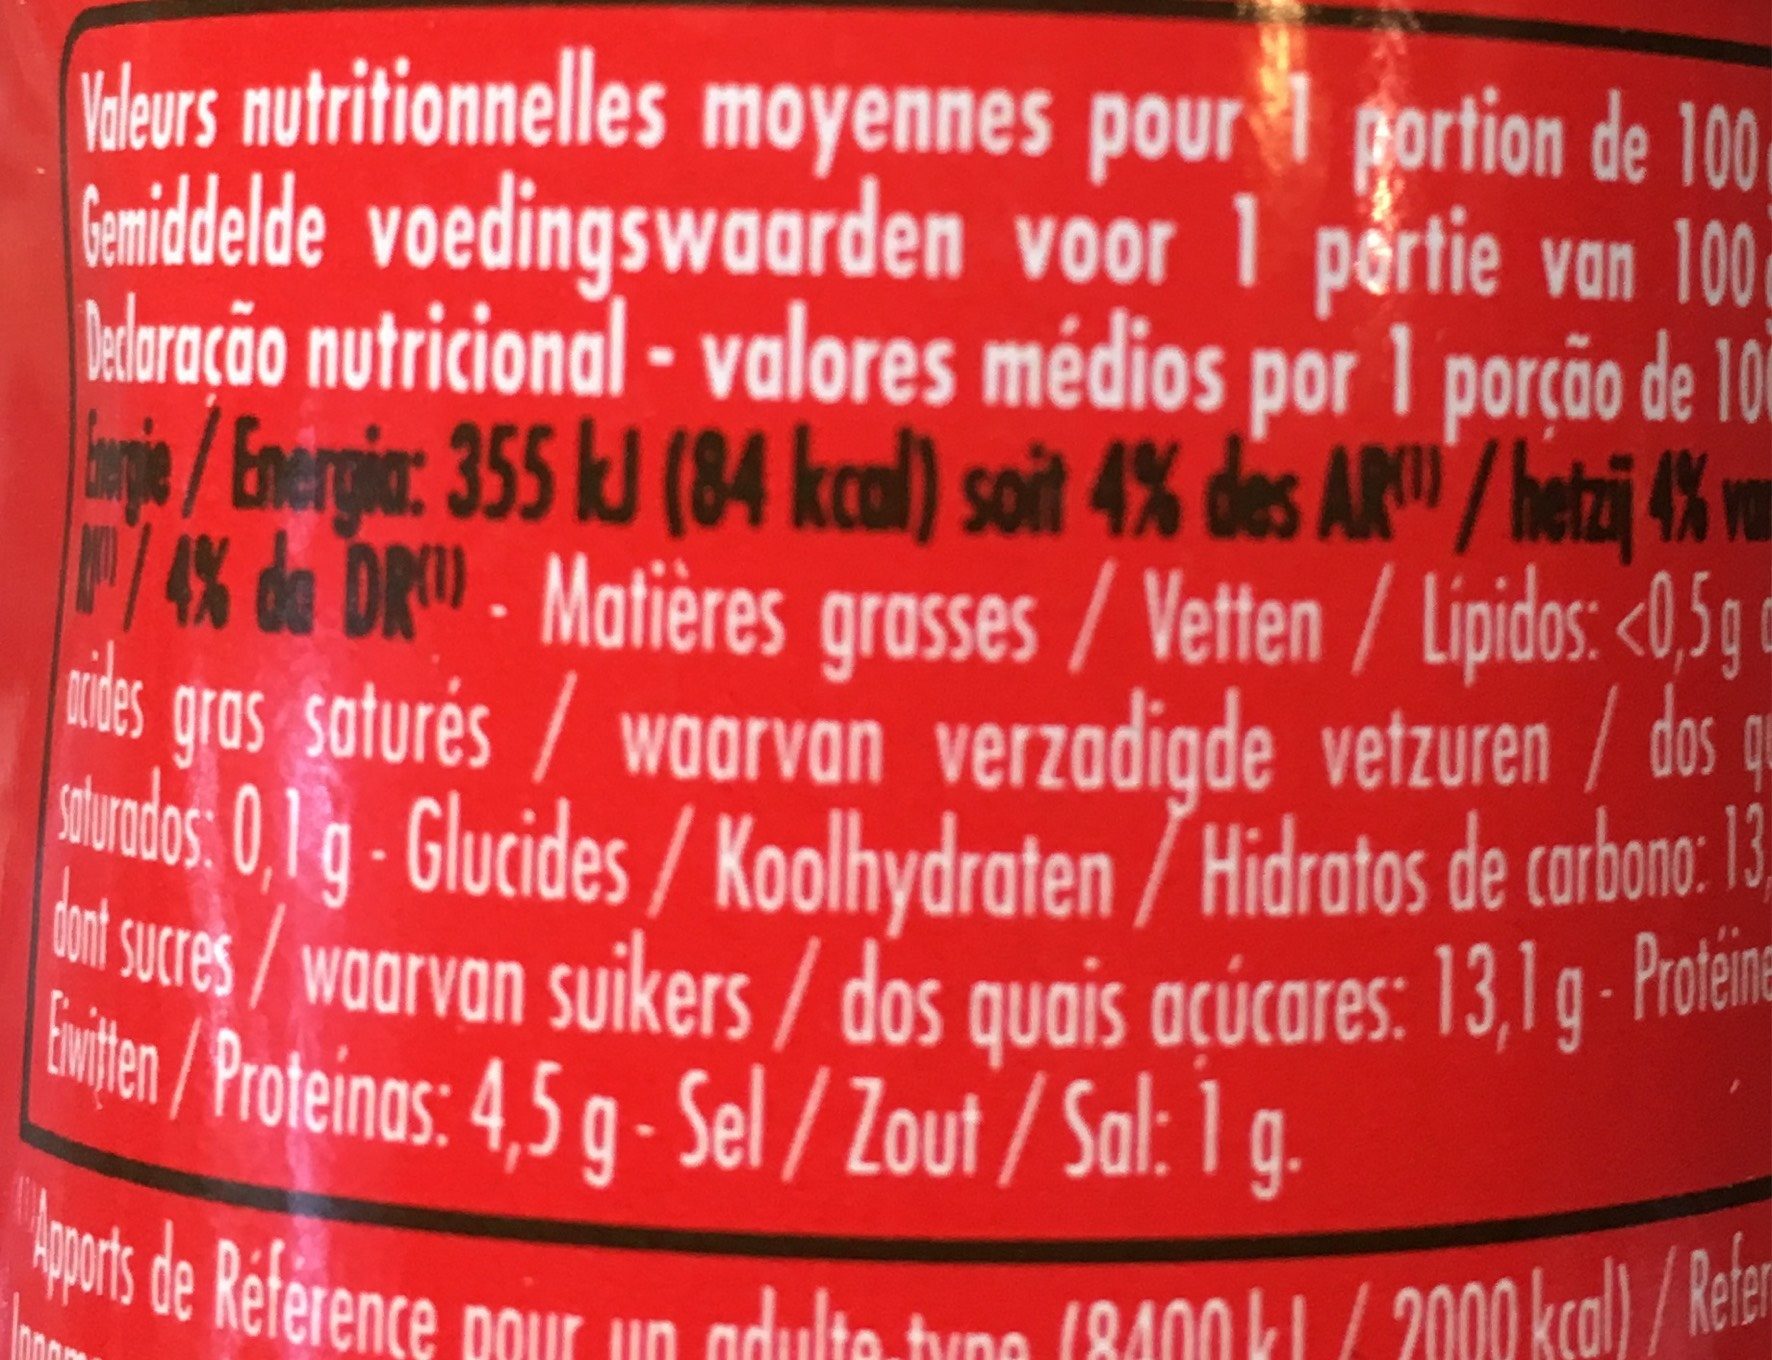 Valeurs nutritionnelles moyennes pour 1 portion de 100
Gemiddelde voedingswaarden voor 1 portie van 100
Declaração nutricional - valores médios por 1 porção de 10
Energie / Energia: 355 kJ (84 kcal) soit 4% des AR(1) / hetzij 4% va
RI(1) / 4% da DR(1) - Matières grasses / Vetten / Lípidos: <0,5g
acides gras saturés / waarvan verzadigde vetzuren / dos qu
saturados: 0,1 g - Glucides / Koolhydraten / Hidratos de carbono: 13,
dont sucres / waarvan suikers / dos quais açúcares: 13,1 g - Protéine
Eiwitten / Proteínas: 4,5 g - Sel / Zout / Sal: 1 g.
(1)Apports de Référence pour un adulte-type (8400 kJ / 2000 kcal) / Refer